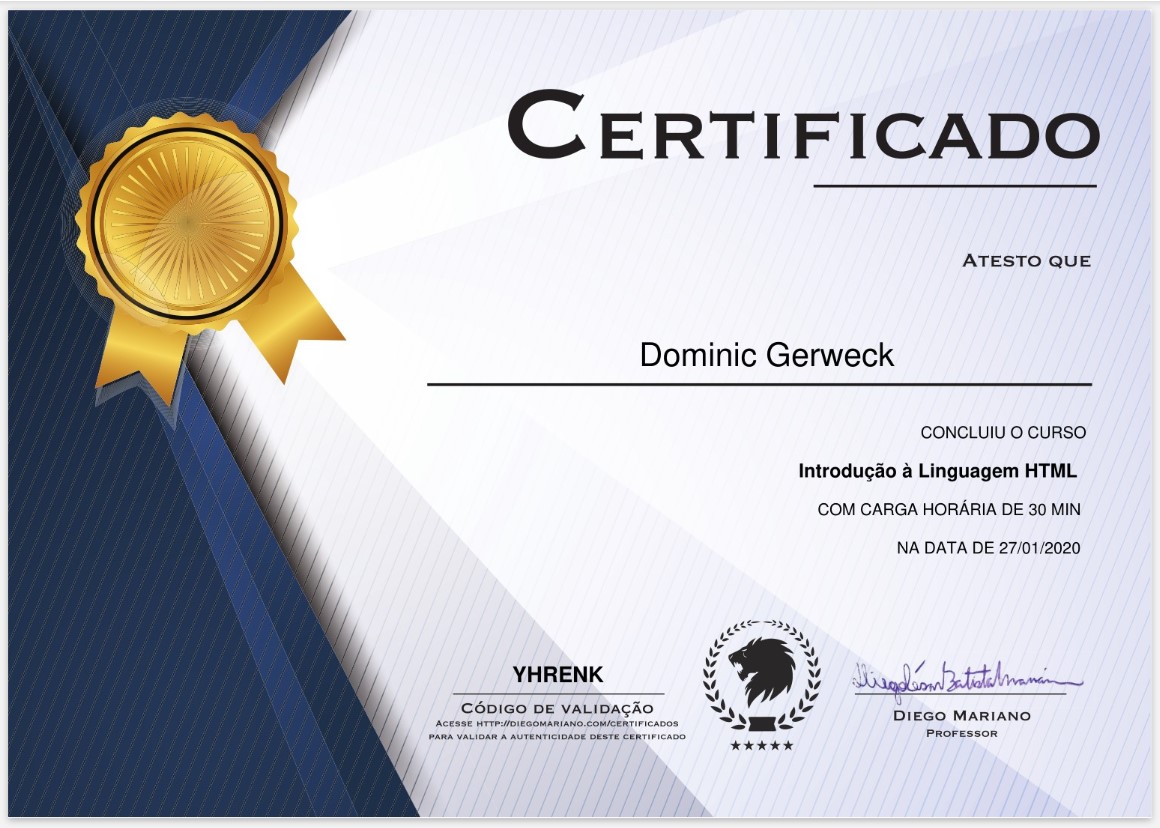 CERTIFICADO
ATESTO QUE
Dominic Gerweck
CONCLUIU O CURSO
Introdução à Linguagem HTML
COM CARGA HORÁRIA DE 30 MIN
NA DATA DE 27/01/2020
YHRENK
CÓDIGO DE VALIDAÇÃO
ACESSE HTTP://DIEGOMARIANO.COM/CERTIFICADOS
PARA VALIDAR A AUTENTICIDADE DESTE CERTIFICADO
DIEGO MARIANO
PROFESSOR